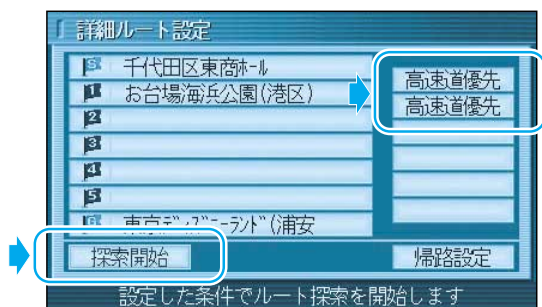 詳細ルート設定
S 千代田区東商ﾎｰﾙ
高速道優先
1 お台場海浜公園(港区)
高速道優先
2
3
4
5
G 東京ﾃﾞｨｽﾞﾆｰﾗﾝﾄﾞ(浦安
探索開始 帰路設定
設定した条件でルート探索を開始します